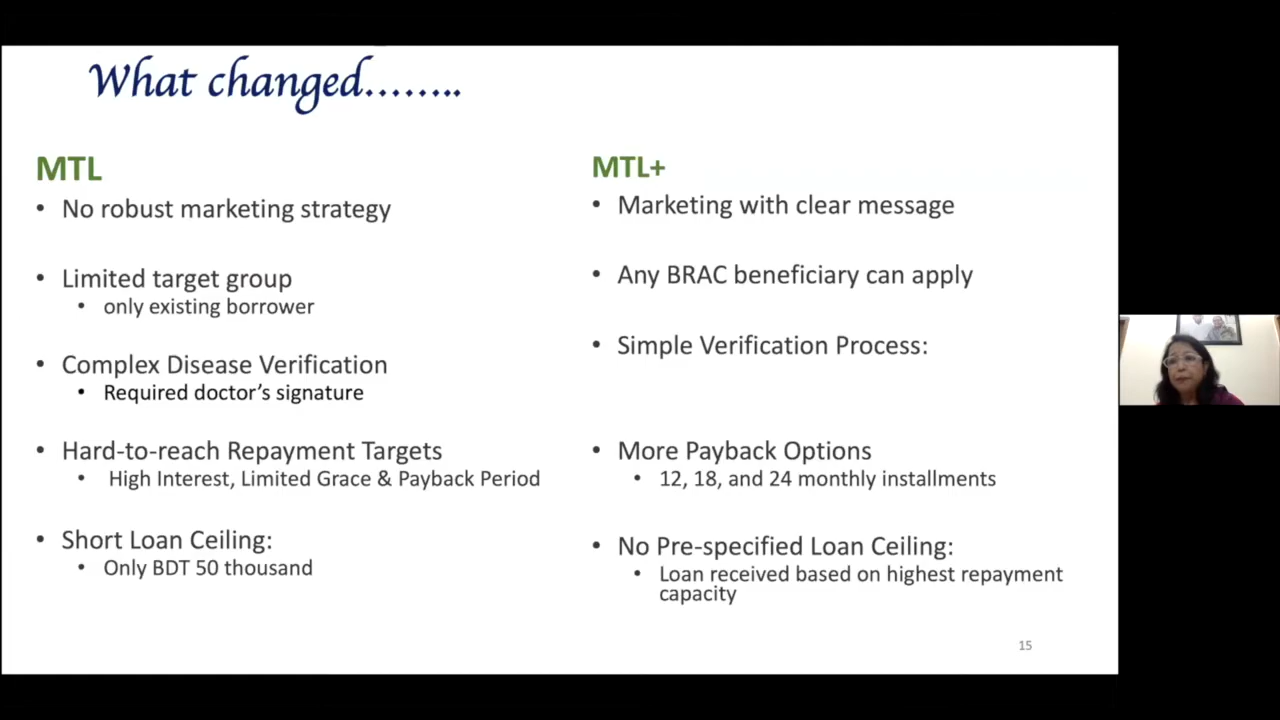 What changed........
MTL
• No robust marketing strategy
• Limited target group
• only existing borrower
• Complex Disease Verification
• Required doctor's signature
• Hard-to-reach Repayment Targets
• High Interest, Limited Grace & Payback Period
• Short Loan Ceiling:
• Only BDT 50 thousand
MTL+
• Marketing with clear message
• Any BRAC beneficiary can apply
• Simple Verification Process:
• More Payback Options
• 12, 18, and 24 monthly installments
• No Pre-specified Loan Ceiling:
• Loan received based on highest repayment
capacity
15